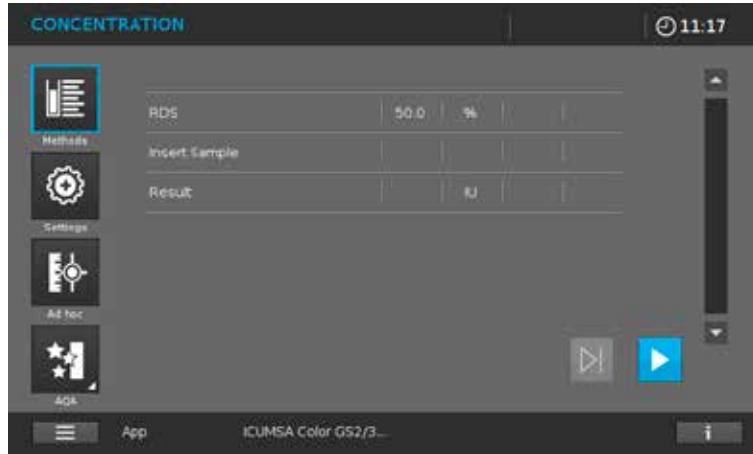 CONCENTRATION 11:17
Methods
RDS 50.0 %
Insert Sample
Settings
Result IU
Ad hoc
AQA
App ICUMSA Color GS2/3...
i